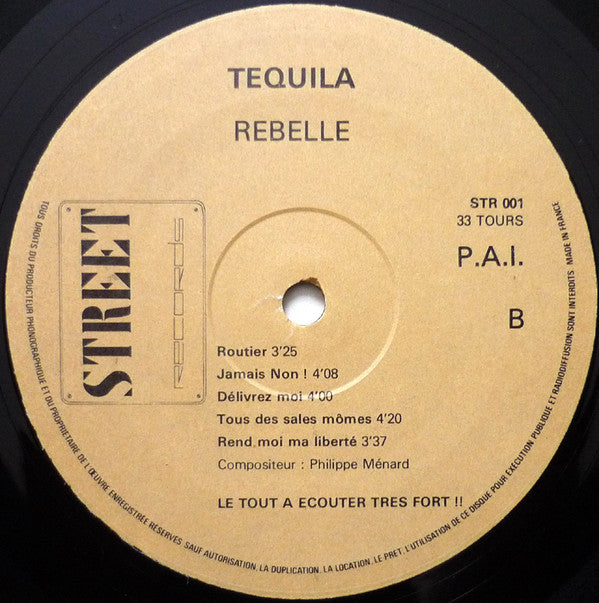 TEQUILA
REBELLE
STREET
RECORDS
STR 001
33 TOURS
P.A.I.
B
Routier 3'25
Jamais Non ! 4'08
Délivrez moi 4'00
Tous des sales mômes 4'20
Rend moi ma liberté 3'37
Compositeur : Philippe Ménard
LE TOUT A ECOUTER TRES FORT !!
TOUS DROITS DU PRODUCTEUR PHONOGRAPHIQUE ET DU PROPRIETAIRE DE L'ŒUVRE ENREGISTRÉE RÉSERVÉS SAUF AUTORISATION, LA DUPLICATION, LA LOCATION, LE PRET, L'UTILISATION DE CE DISQUE POUR EXECUTION PUBLIQUE ET RADIODIFFUSION SONT INTERDITS MADE IN FRANCE